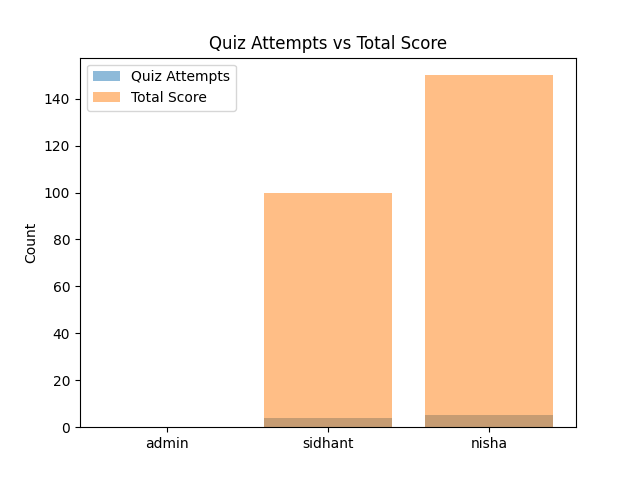 Quiz Attempts vs Total Score
Quiz Attempts
Total Score
Count
140
120
100
80
60
40
20
0
admin
sidhant
nisha